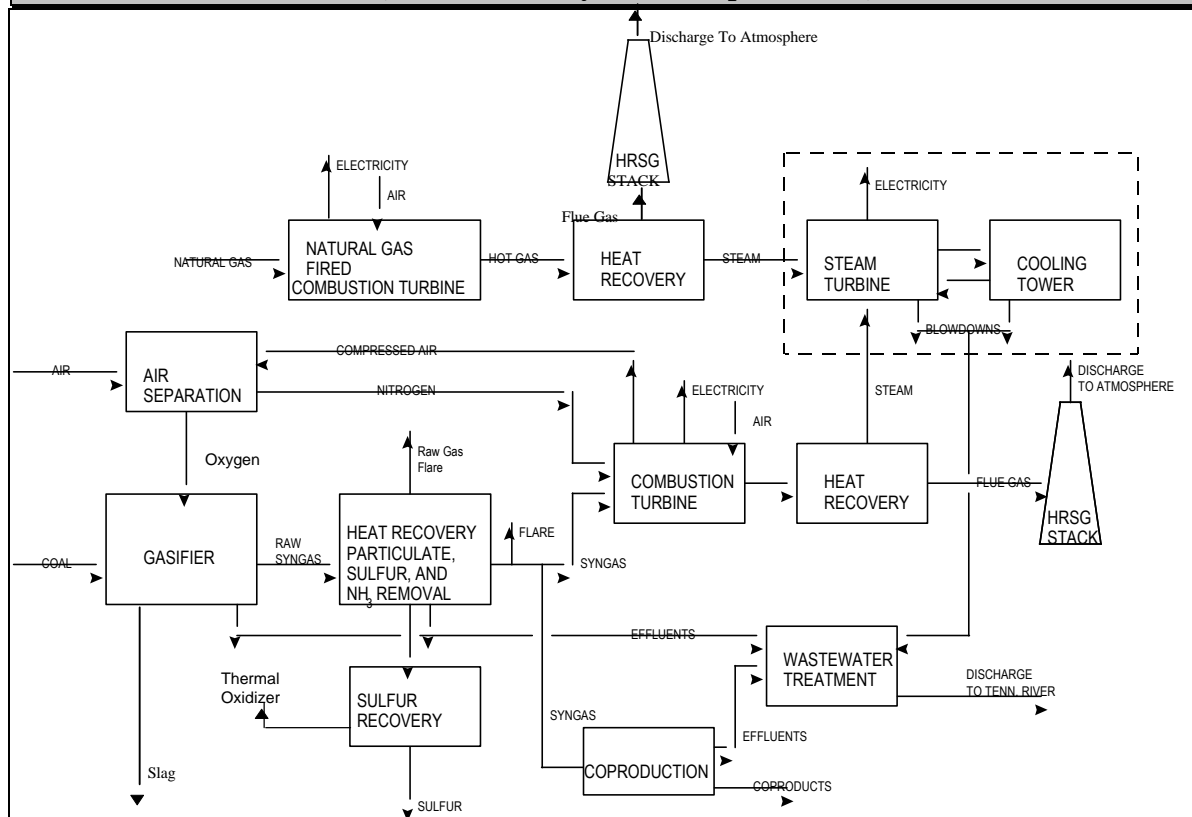 Discharge To Atmosphere
HRSG
STACK
ELECTRICITY
AIR
ELECTRICITY
Flue Gas
NATURAL GAS
NATURAL GAS
FIRED
COMBUSTION TURBINE
HOT GAS
HEAT
RECOVERY
STEAM
STEAM
TURBINE
COOLING
TOWER
BLOWDOWNS
COMPRESSED AIR
AIR
AIR
SEPARATION
NITROGEN
ELECTRICITY
AIR
STEAM
DISCHARGE
TO ATMOSPHERE
Oxygen
Raw Gas
Flare
COMBUSTION
TURBINE
HEAT
RECOVERY
FLUE GAS
HRSG
STACK
COAL
GASIFIER
RAW
SYNGAS
HEAT RECOVERY
PARTICULATE,
SULFUR, AND
NH3 REMOVAL
FLARE
SYNGAS
EFFLUENTS
WASTEWATER
TREATMENT
DISCHARGE
TO TENN. RIVER
Thermal
Oxidizer
SULFUR
RECOVERY
SYNGAS
EFFLUENTS
COPRODUCTION
COPRODUCTS
Slag
SULFUR